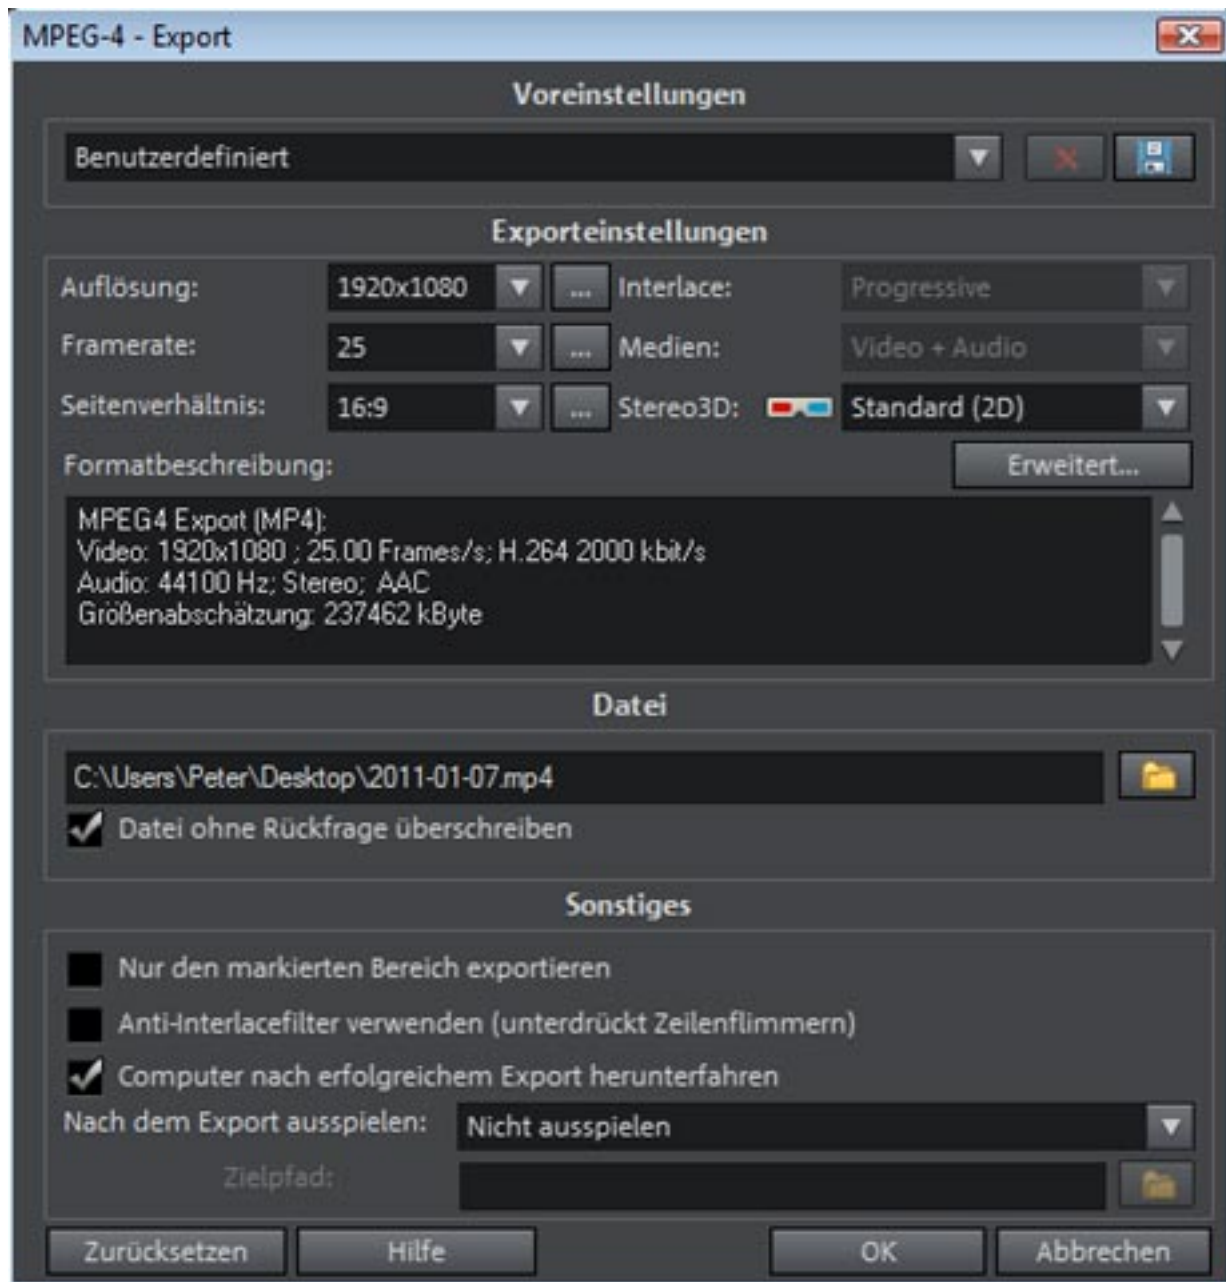 MPEG-4 - Export
Voreinstellungen
Benutzerdefiniert
Exporteinstellungen
Auflösung: 1920x1080 ... Interlace: Progressive
Framerate: 25 ... Medien: Video + Audio
Seitenverhältnis: 16:9 ... Stereo3D: Standard (2D)
Formatbeschreibung: Erweitert...
MPEG4 Export (MP4):
Video: 1920x1080 ; 25.00 Frames/s; H.264 2000 kbit/s
Audio: 44100 Hz; Stereo; AAC
Größenabschätzung: 237462 kByte
Datei
C:\Users\Peter\Desktop\2011-01-07.mp4
Datei ohne Rückfrage überschreiben
Sonstiges
Nur den markierten Bereich exportieren
Anti-Interlacefilter verwenden (unterdrückt Zeilenflimmern)
Computer nach erfolgreichem Export herunterfahren
Nach dem Export ausspielen: Nicht ausspielen
Zielpfad:
Zurücksetzen Hilfe OK Abbrechen